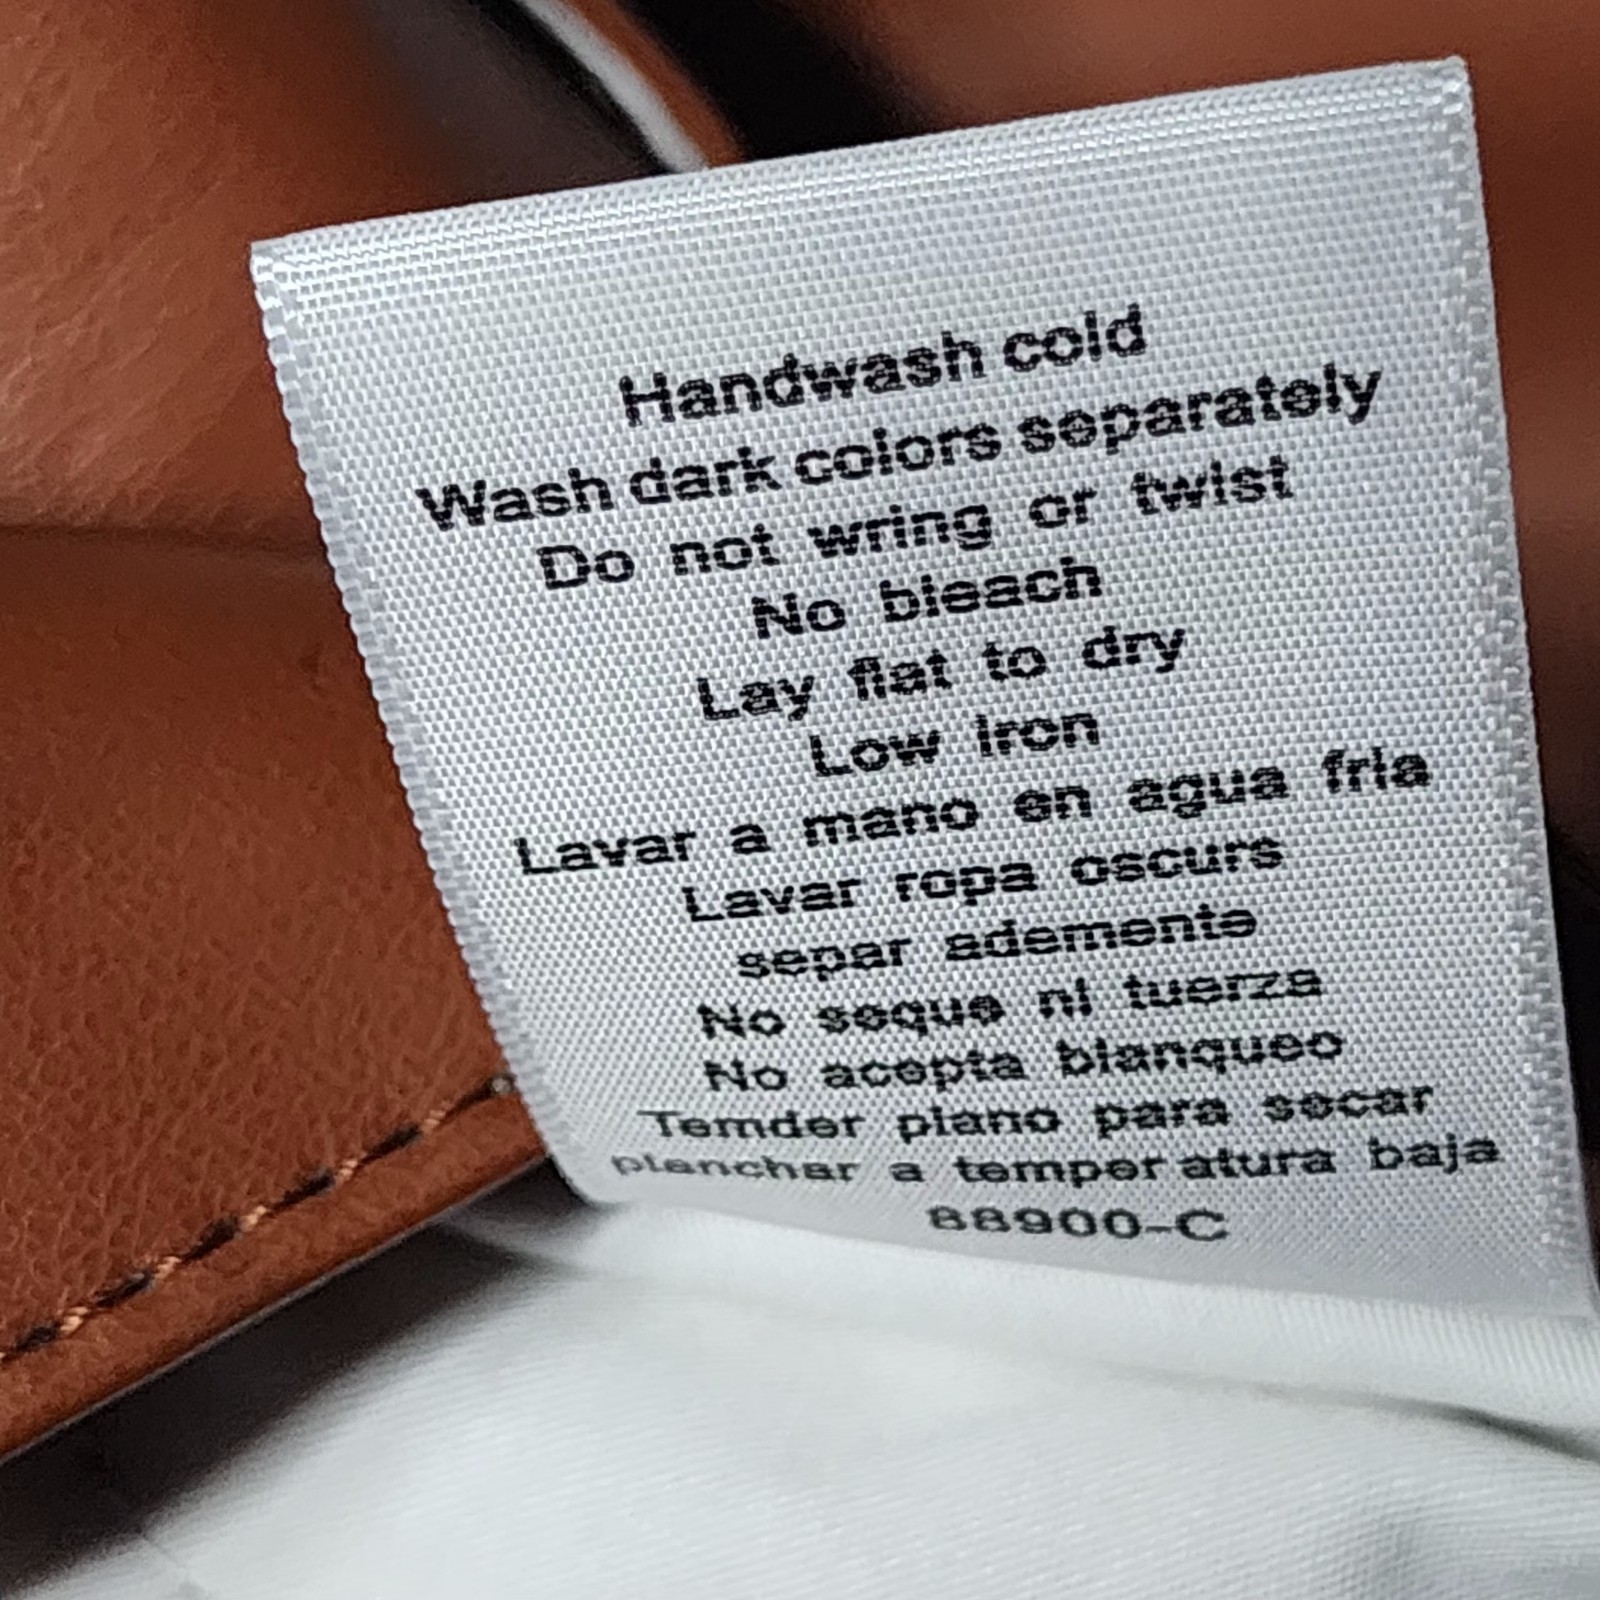 Handwash cold
Wash dark colors separately
Do not wring or twist
No bleach
Lay flat to dry
Low iron
Lavar a mano en agua fria
Lavar ropa oscurs
separ ademente
No seque ni tuerza
No acepta blanqueo
Temder plano para secar
planchar a temper atura baja
88900-C